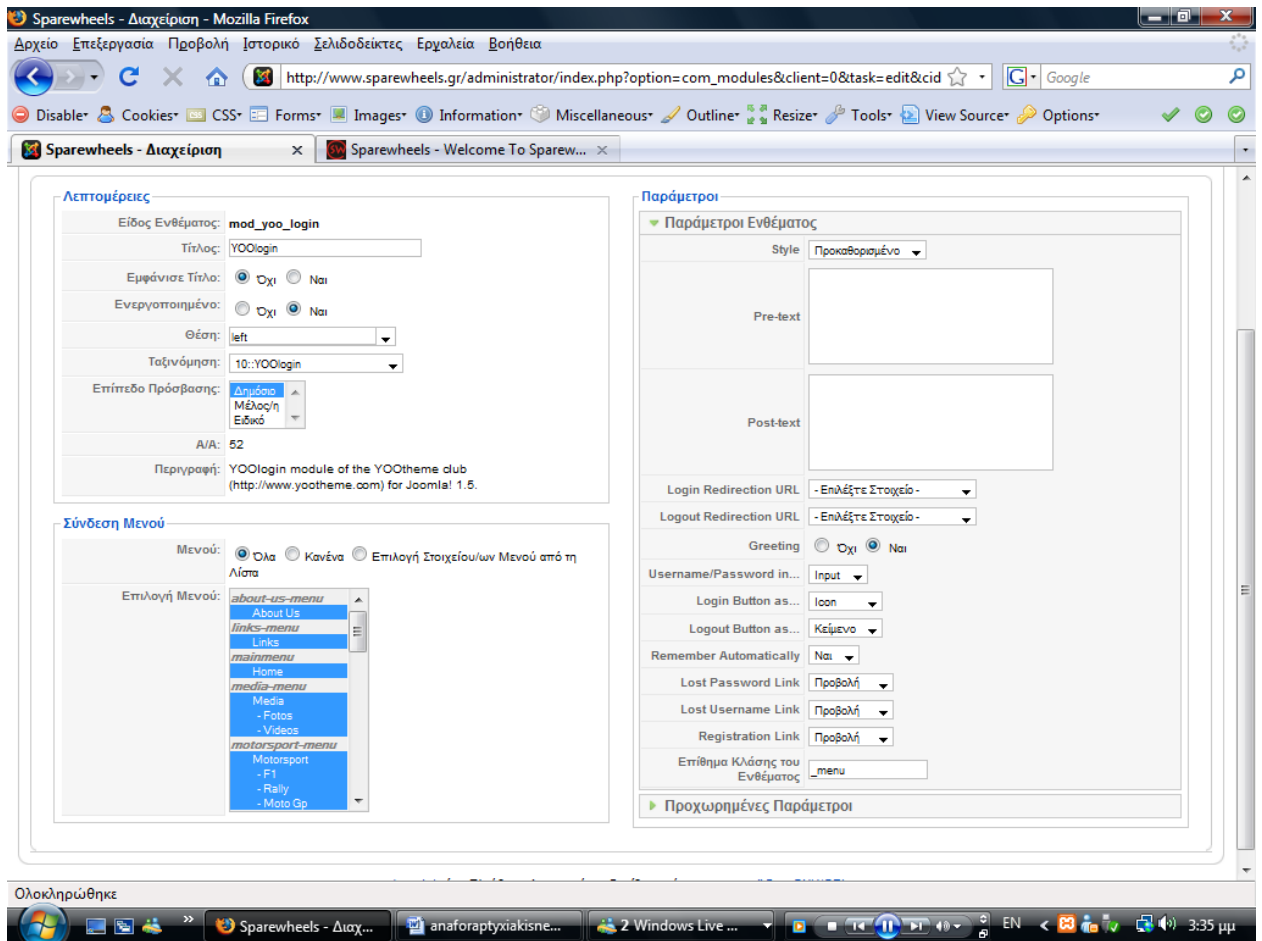 Sparewheels - Διαχείριση - Mozilla Firefox
Αρχείο Επεξεργασία Προβολή Ιστορικό Σελιδοδείκτες Εργαλεία Βοήθεια
http://www.sparewheels.gr/administrator/index.php?option=com_modules&client=0&task=edit&cid
Google
Disable Cookies CSS Forms Images Information Miscellaneous Outline Resize Tools View Source Options
Sparewheels - Διαχείριση
Sparewheels - Welcome To Sparew...
Λεπτομέρειες
Είδος Ενθέματος: mod_yoo_login
Τίτλος: YOOlogin
Εμφάνισε Τίτλο: Όχι Ναι
Ενεργοποιημένο: Όχι Ναι
Θέση: left
Ταξινόμηση: 10::YOOlogin
Επίπεδο Πρόσβασης: Δημόσιο
Μέλος/η
Ειδικό
Α/Α: 52
Περιγραφή: YOOlogin module of the YOOtheme club
(http://www.yootheme.com) for Joomla! 1.5.
Σύνδεση Μενού
Μενού: Όλα Κανένα Επιλογή Στοιχείου/ων Μενού από τη
Λίστα
Επιλογή Μενού: about-us-menu
About Us
links-menu
Links
mainmenu
Home
media-menu
Media
- Fotos
- Videos
motorsport-menu
Motorsport
- F1
- Rally
- Moto Gp
Παράμετροι
Παράμετροι Ενθέματος
Style Προκαθορισμένο
Pre-text
Post-text
Login Redirection URL - Επιλέξτε Στοιχείο -
Logout Redirection URL - Επιλέξτε Στοιχείο -
Greeting Όχι Ναι
Username/Password in... Input
Login Button as... Icon
Logout Button as... Κείμενο
Remember Automatically Ναι
Lost Password Link Προβολή
Lost Username Link Προβολή
Registration Link Προβολή
Επίθημα Κλάσης του
Ενθέματος _menu
Προχωρημένες Παράμετροι
Ολοκληρώθηκε
Sparewheels - Διαχ...
anaforaptyxiakisne...
2 Windows Live ...
EN
3:35 μμ